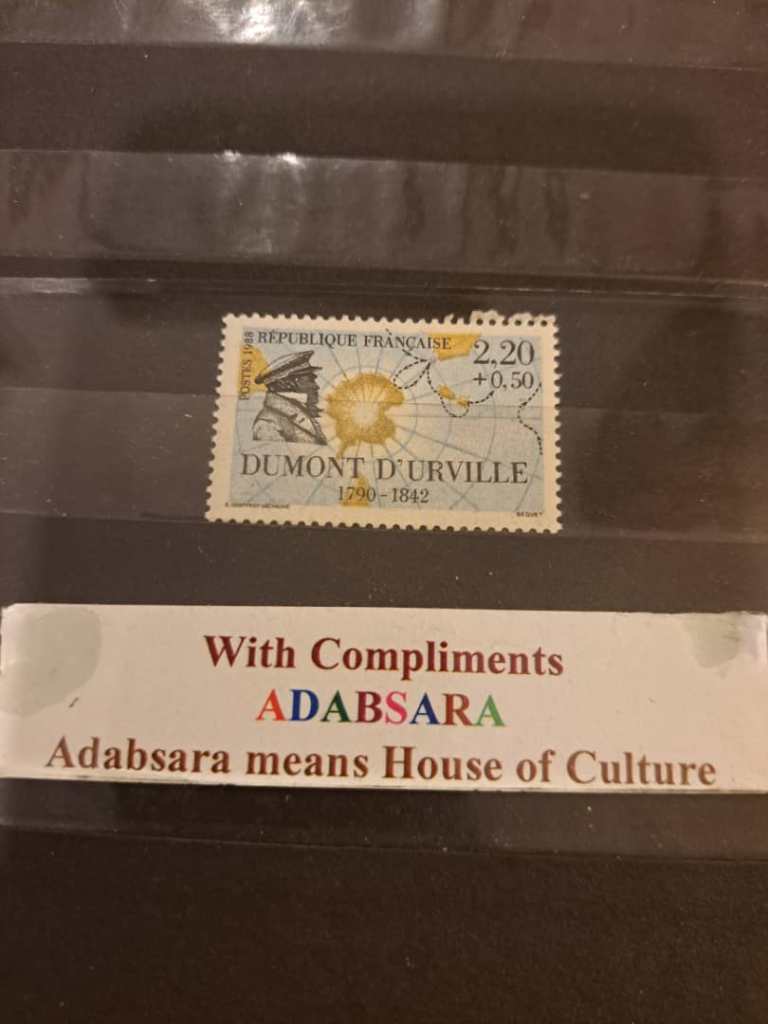 POSTES 1988
RÉPUBLIQUE FRANÇAISE
2,20
+0,50
DUMONT D'URVILLE
1790-1842
With Compliments
ADABSARA
Adabsara means House of Culture